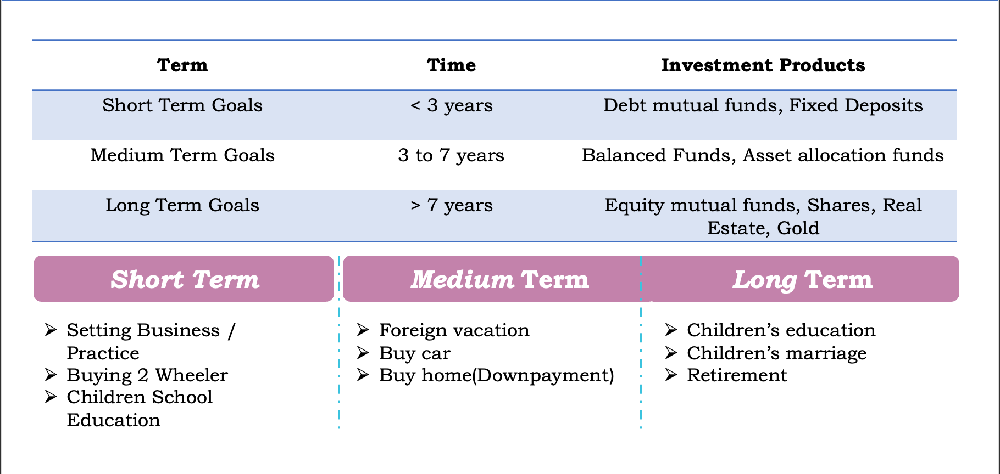 Term Time Investment Products
Short Term Goals < 3 years Debt mutual funds, Fixed Deposits
Medium Term Goals 3 to 7 years Balanced Funds, Asset allocation funds
Long Term Goals > 7 years Equity mutual funds, Shares, Real
Estate, Gold
Short Term
Setting Business /
Practice
Buying 2 Wheeler
Children School
Education
Medium Term
Foreign vacation
Buy car
Buy home(Downpayment)
Long Term
Children’s education
Children’s marriage
Retirement